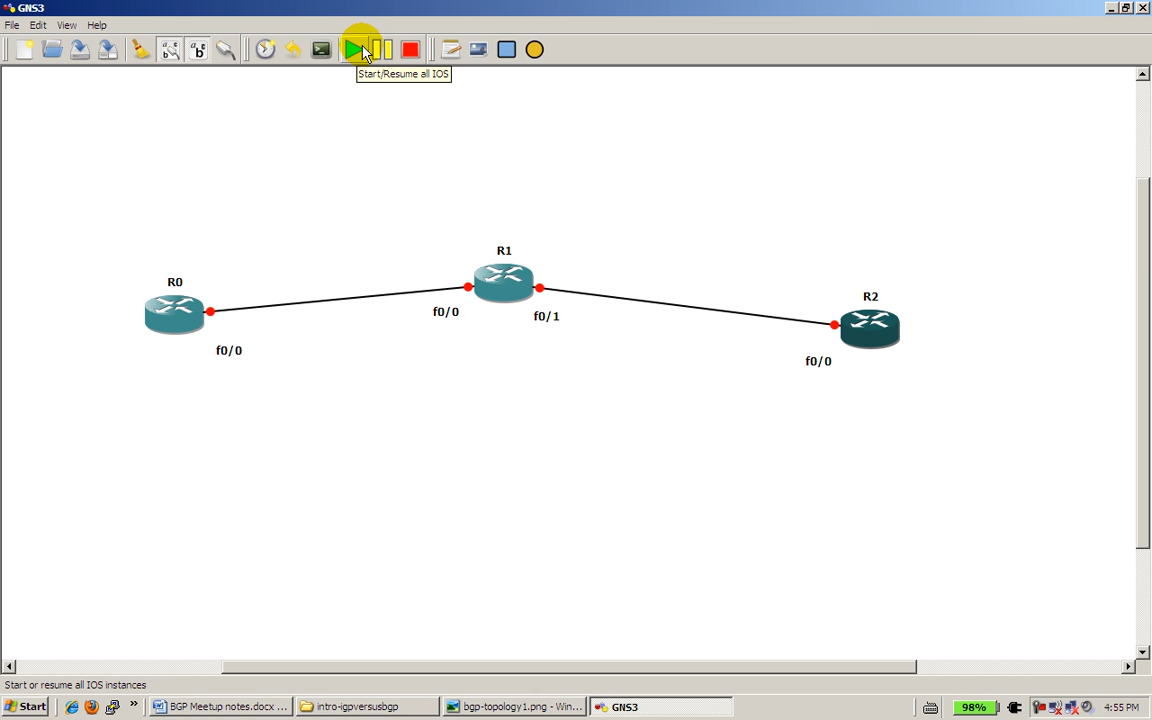 GNS3
File Edit View Help
Start/Resume all IOS
R1
R0
R2
f0/0
f0/1
f0/0
f0/0
Start or resume all IOS instances
Start
»
BGP Meetup notes.docx ...
intro-igpversusbgp
bgp-topology1.png - Win...
GNS3
98%
4:55 PM